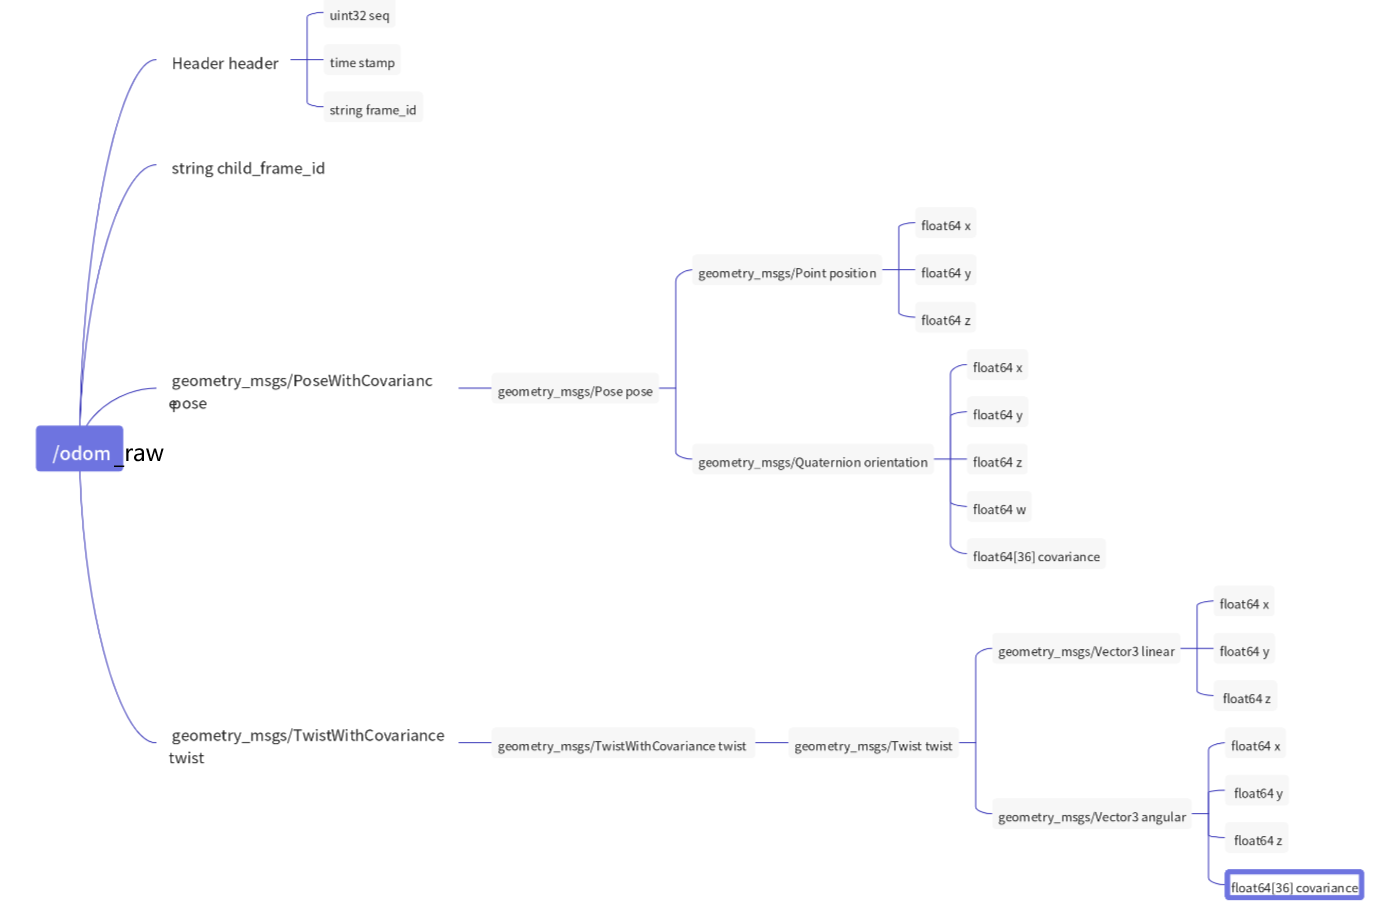 uint32 seq
Header header
time stamp
string frame_id
string child_frame_id
float64 x
geometry_msgs/Point position
float64 y
float64 z
geometry_msgs/PoseWithCovarianc
epose
geometry_msgs/Pose pose
float64 x
float64 y
geometry_msgs/Quaternion orientation
float64 z
float64 w
float64[36] covariance
/odom_raw
float64 x
geometry_msgs/Vector3 linear
float64 y
float64 z
geometry_msgs/TwistWithCovariance
twist
geometry_msgs/TwistWithCovariance twist
geometry_msgs/Twist twist
float64 x
float64 y
geometry_msgs/Vector3 angular
float64 z
float64[36] covariance